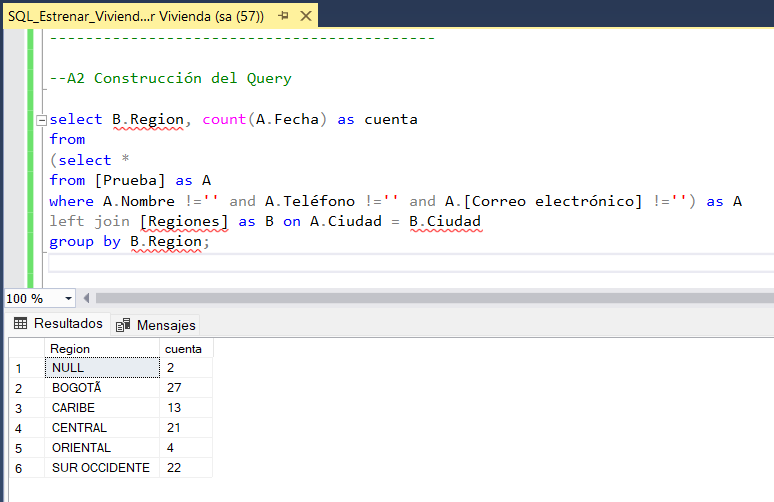 SQL_Estrenar_Viviend...r Vivienda (sa (57))
------------------------------------------
--A2 Construcción del Query
select B.Region, count(A.Fecha) as cuenta
from
(select *
from [Prueba] as A
where A.Nombre !='' and A.Teléfono !='' and A.[Correo electrónico] !='') as A
left join [Regiones] as B on A.Ciudad = B.Ciudad
group by B.Region;
100 %
Resultados Mensajes
Region cuenta
1 NULL 2
2 BOGOTÃ 27
3 CARIBE 13
4 CENTRAL 21
5 ORIENTAL 4
6 SUR OCCIDENTE 22